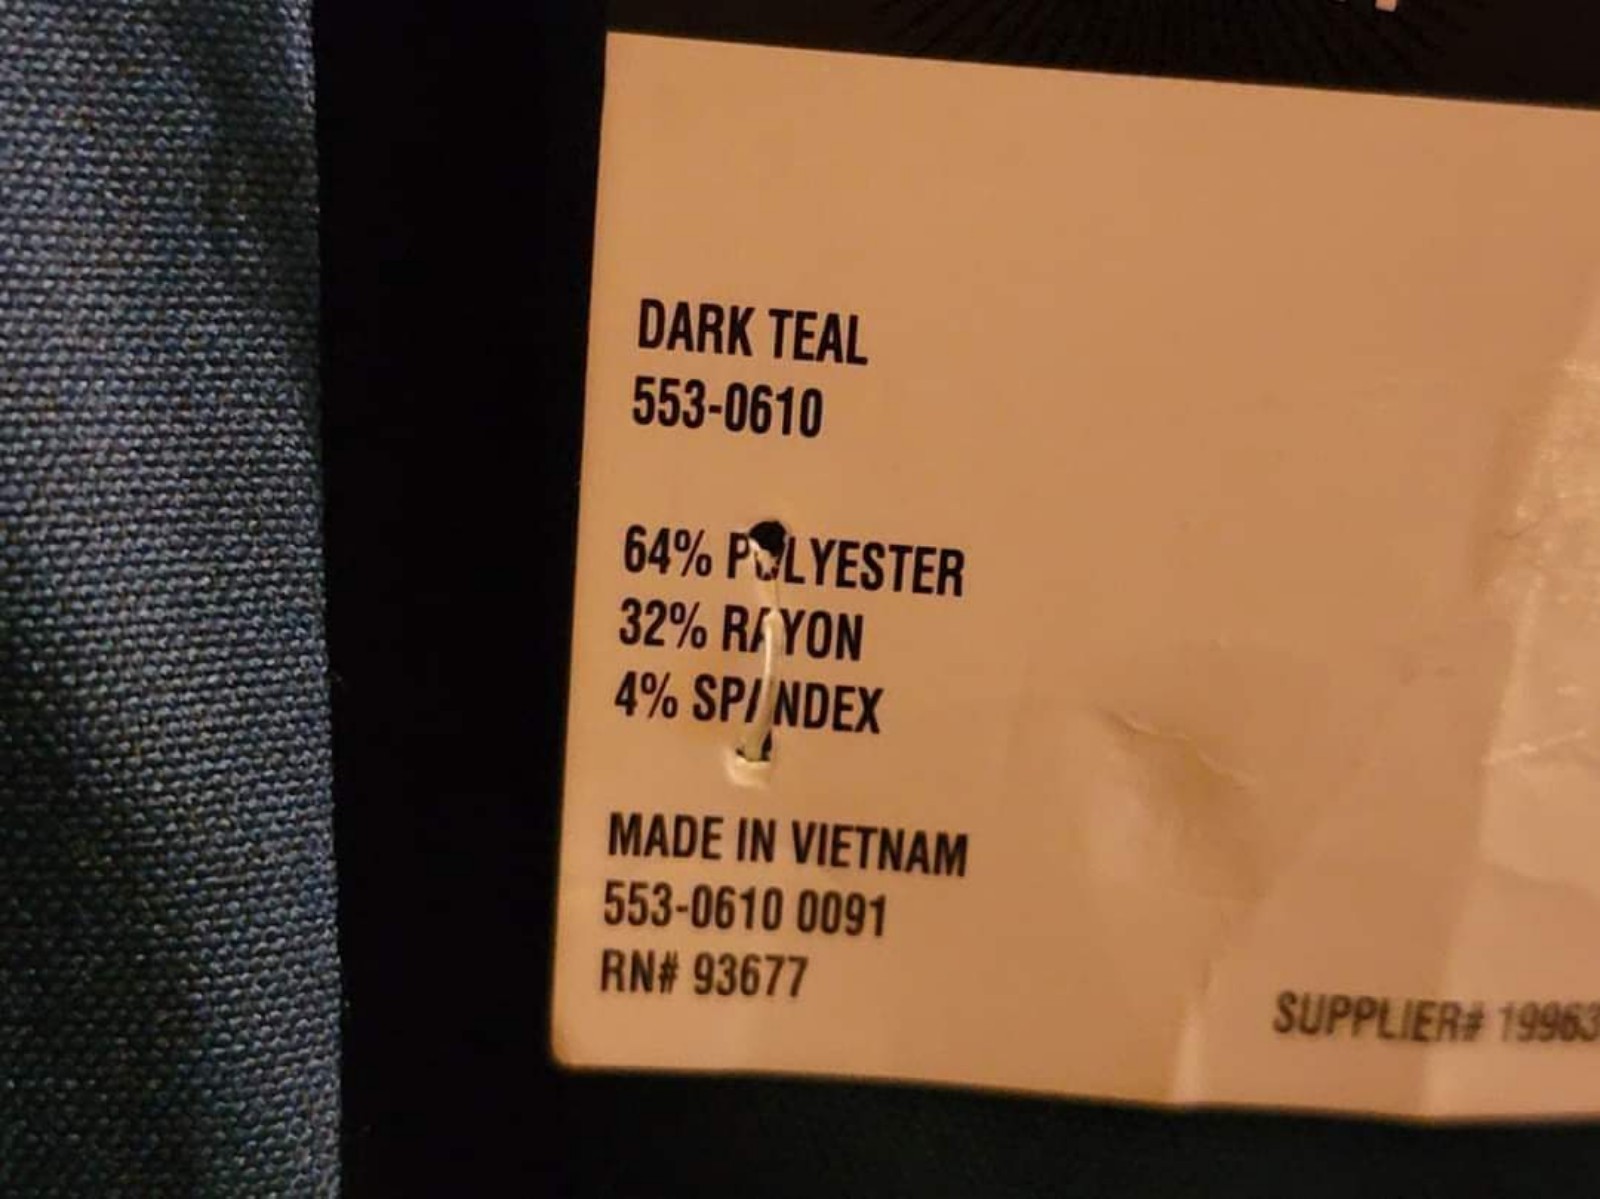 DARK TEAL
553-0610
64% POLYESTER
32% RAYON
4% SPANDEX
MADE IN VIETNAM
553-0610 0091
RN# 93677
SUPPLIER# 19963